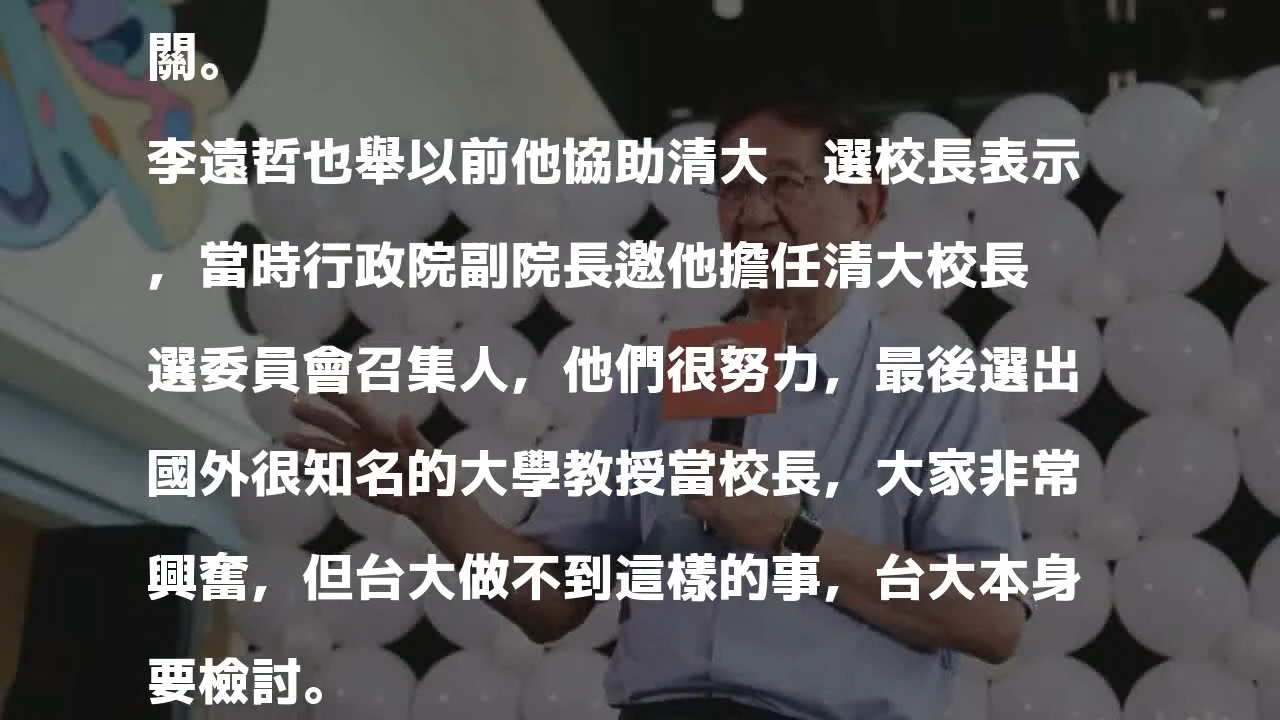 關。
李遠哲也舉以前他協助清大　選校長表示
，當時行政院副院長邀他擔任清大校長
選委員會召集人，他們很努力，最後選出
國外很知名的大學教授當校長，大家非常
興奮，但台大做不到這樣的事，台大本身
要檢討。